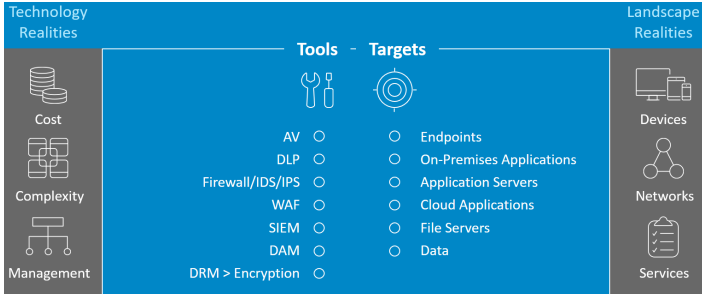 Technology
Realities
Landscape
Realities
Tools - Targets
Cost
Complexity
Management
AV
DLP
Firewall/IDS/IPS
WAF
SIEM
DAM
DRM > Encryption
Endpoints
On-Premises Applications
Application Servers
Cloud Applications
File Servers
Data
Devices
Networks
Services